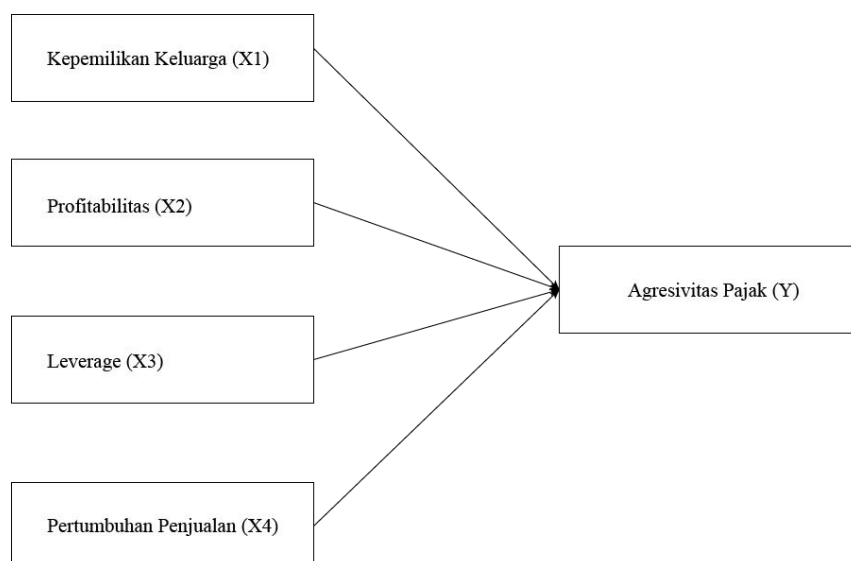 Kepemilikan Keluarga (X1)
Profitabilitas (X2)
Agresivitas Pajak (Y)
Leverage (X3)
Pertumbuhan Penjualan (X4)